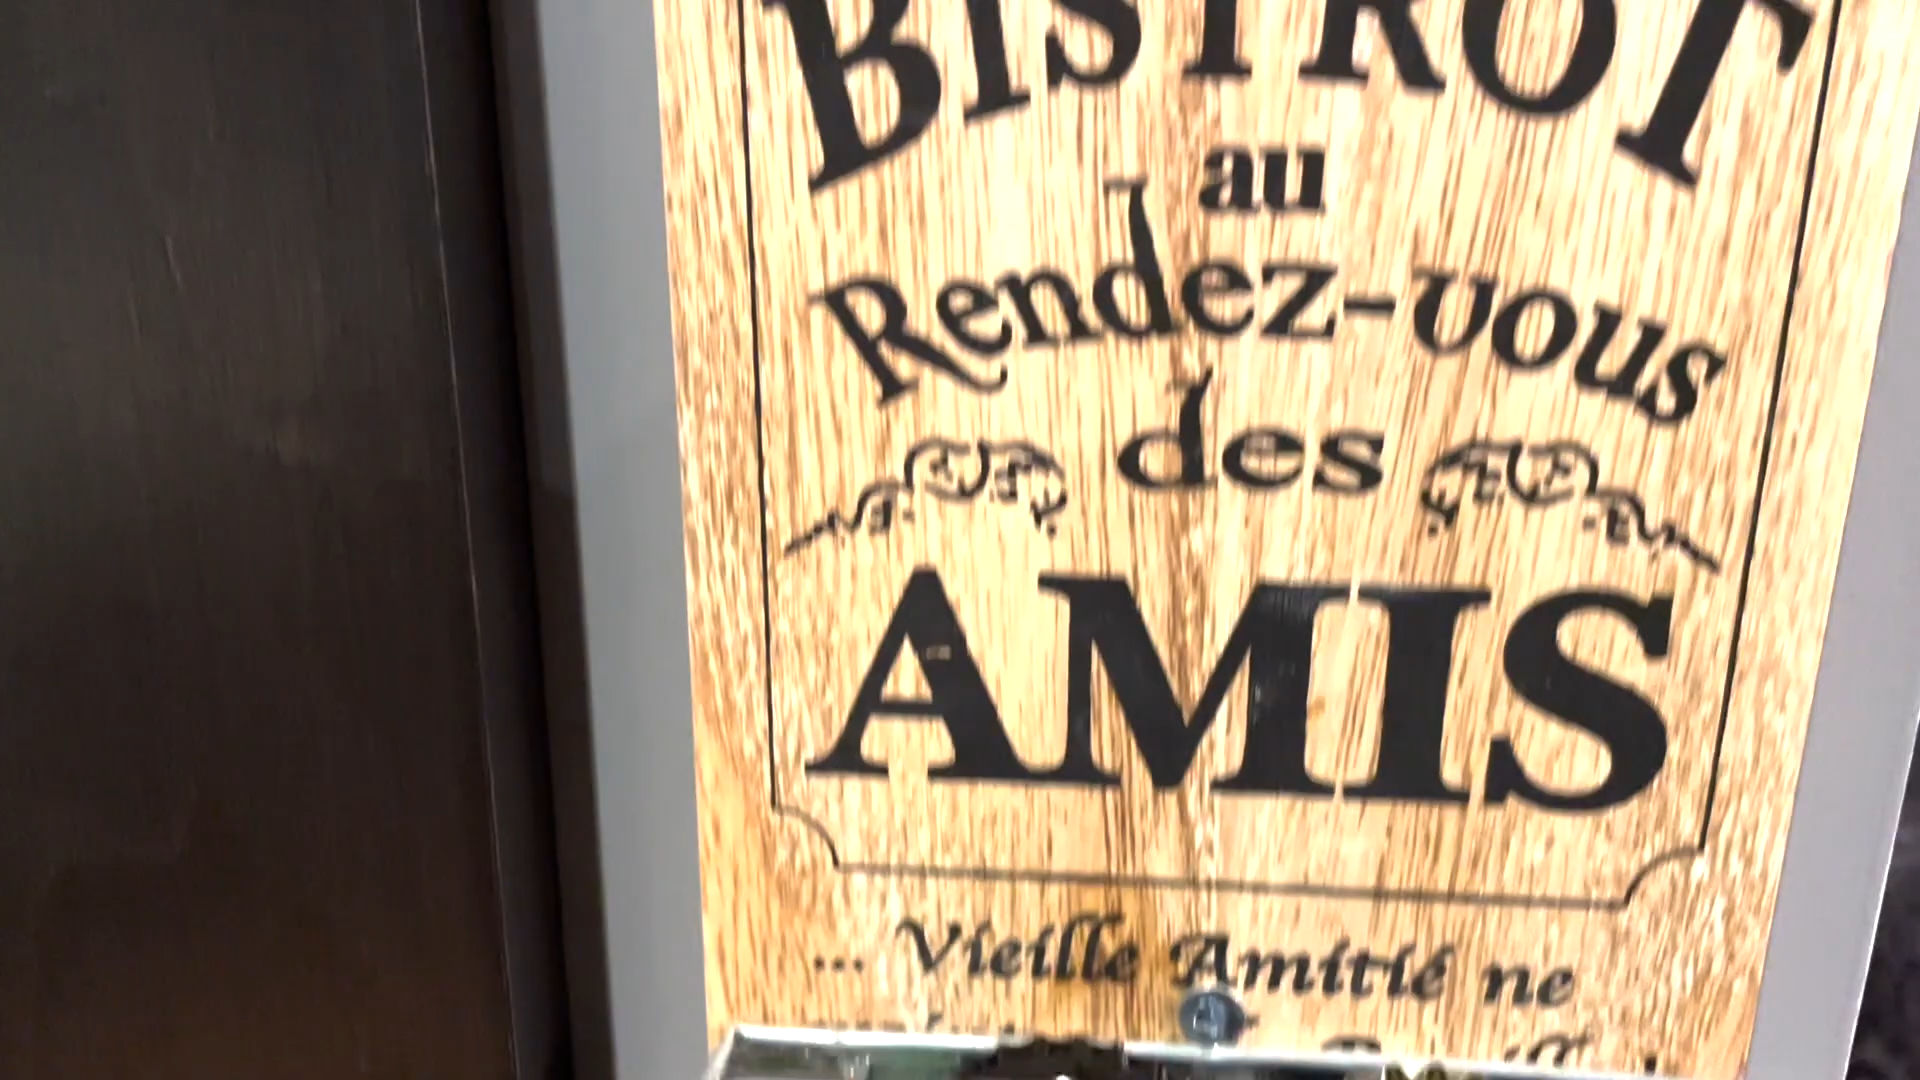 BISTROT
au
Rendez-vous
des
AMIS
... Vieille Amitié ne